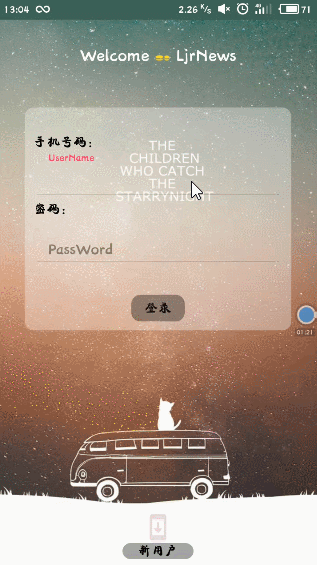 13:04 2.26 K/s 71
Welcome LjrNews
手机号码：
UserName
THE
CHILDREN
WHO CATCH
THE
STARRYNIGHT
密码：
PassWord
登录
01:21
新用户